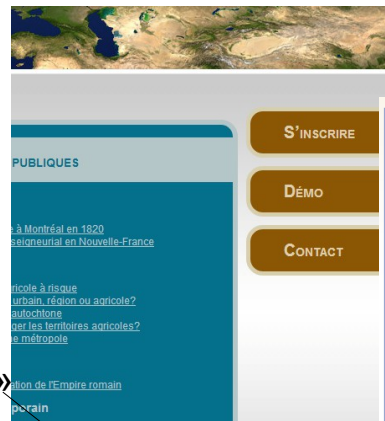 S'INSCRIRE
PUBLIQUES
DÉMO
e à Montréal en 1820
seigneurial en Nouvelle-France
CONTACT
ricole à risque
urbain, région ou agricole?
autochtone
ger les territoires agricoles?
ne métropole
»
ation de l'Empire romain
porain